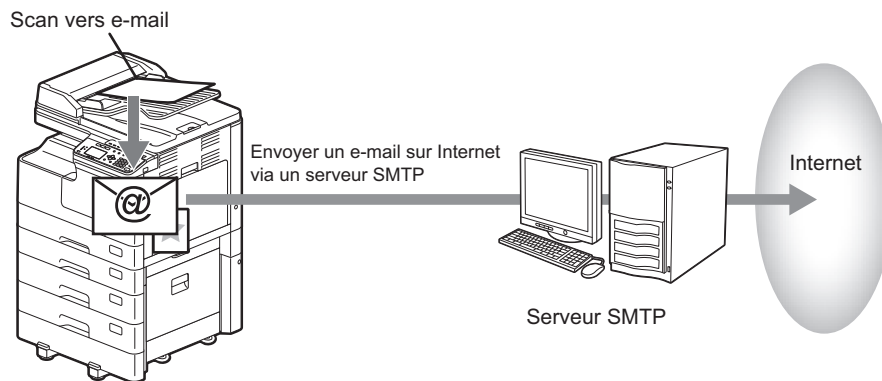 Scan vers e-mail
Envoyer un e-mail sur Internet
via un serveur SMTP
Internet
@
Serveur SMTP